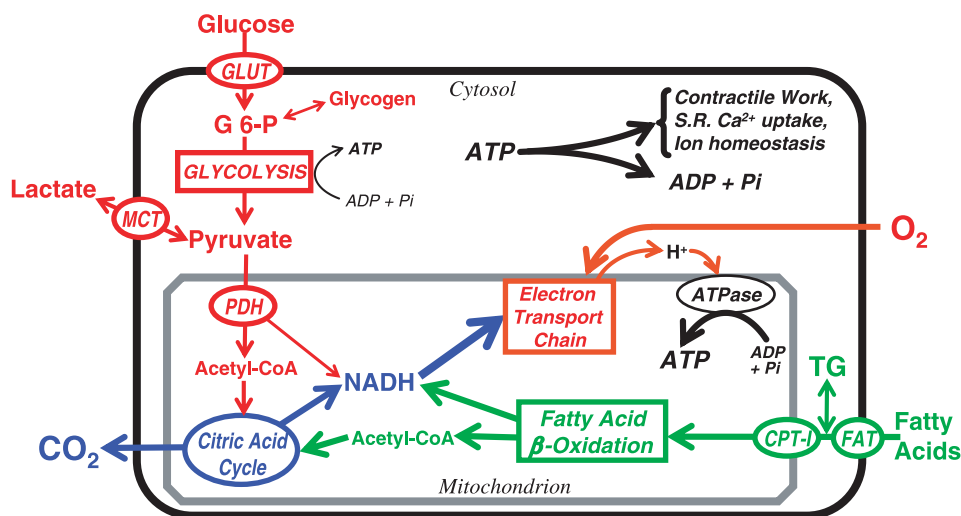 Glucose
GLUT
Cytosol
G 6-P
Glycogen
GLYCOLYSIS
ATP
ADP + Pi
ATP
Contractile Work,
S.R. Ca²⁺ uptake,
Ion homeostasis
ADP + Pi
Lactate
MCT
Pyruvate
O₂
H⁺
PDH
Electron
Transport
Chain
ATPase
ATP
ADP
+ Pi
Acetyl-CoA
NADH
TG
CO₂
Citric Acid
Cycle
Acetyl-CoA
Fatty Acid
β-Oxidation
CPT-I
FAT
Fatty
Acids
Mitochondrion